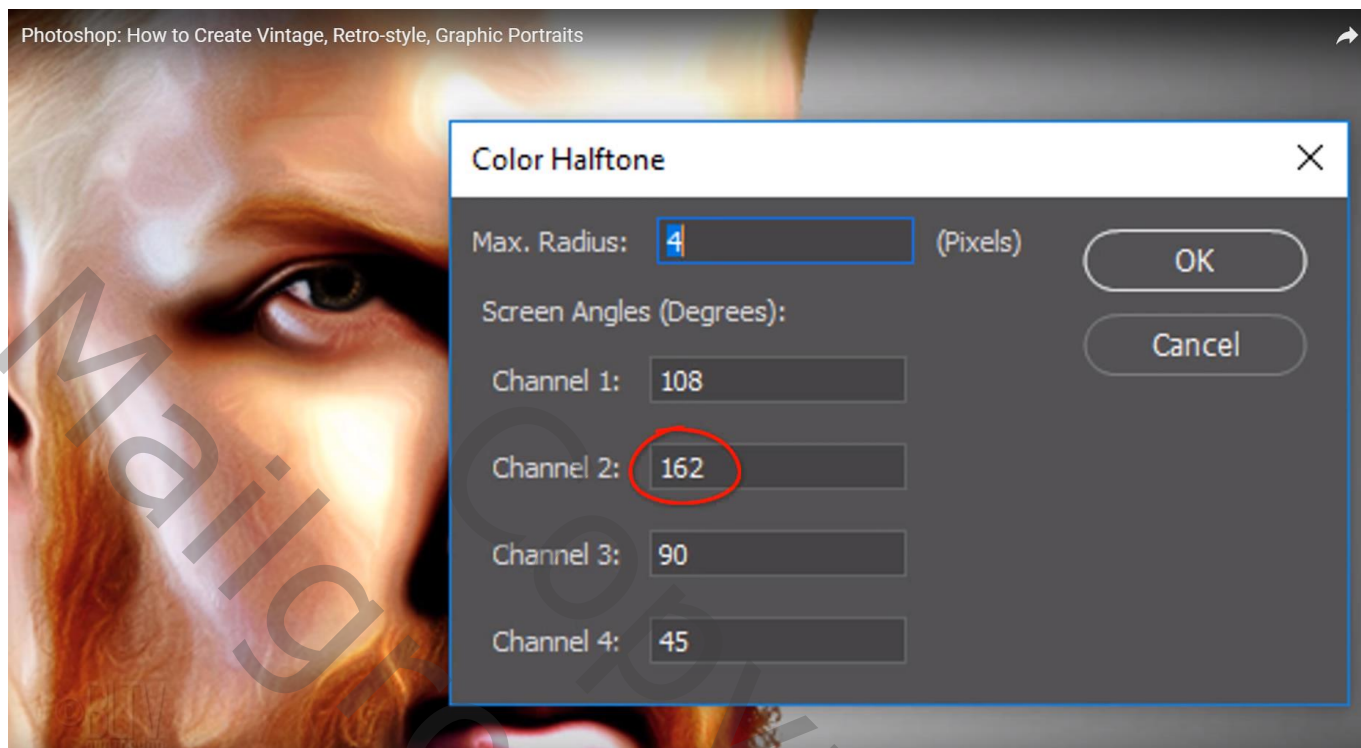 Photoshop: How to Create Vintage, Retro-style, Graphic Portraits
Color Halftone
Max. Radius: 4 (Pixels)
OK
Screen Angles (Degrees):
Cancel
Channel 1: 108
Channel 2: 162
Channel 3: 90
Channel 4: 45
BLTV